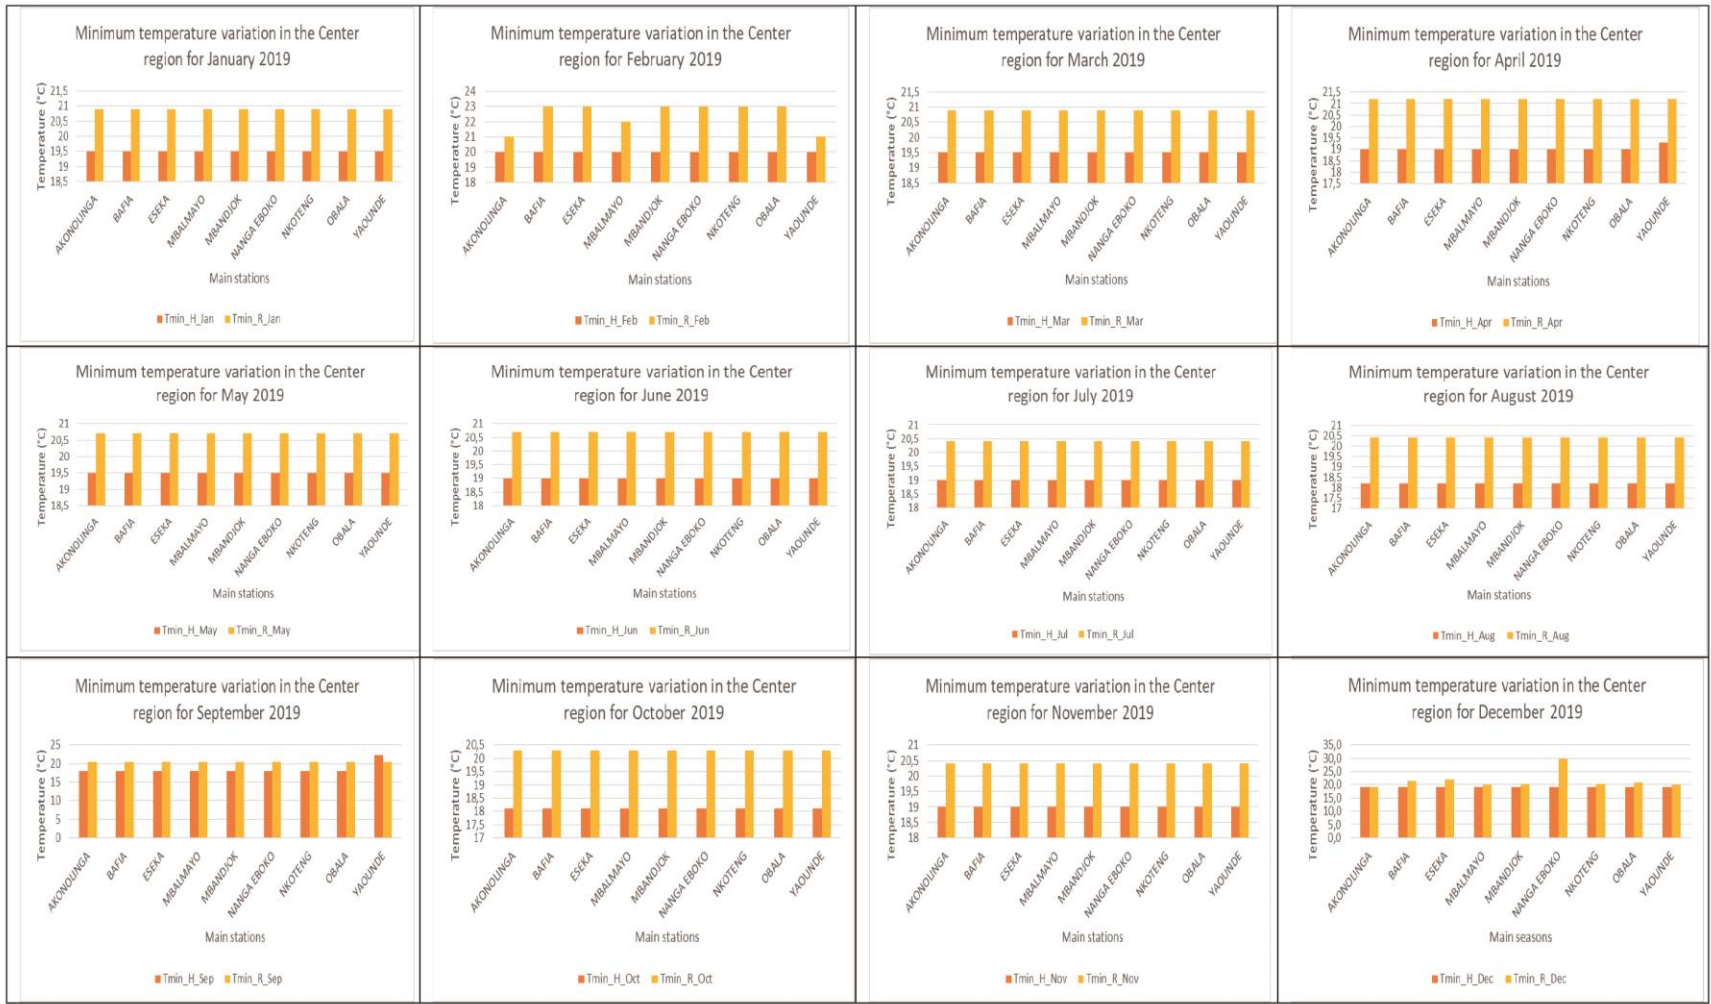 Minimum temperature variation in the Center
region for January 2019
Temperature (°C)
21,5
21
20,5
20
19,5
19
18,5
AKONOLINGA
BAFIA
ESEKA
MBALMAYO
MBANDJOK
NANGA EBOKO
NKOTENG
OBALA
YAOUNDE
Main stations
Tmin_H_Jan Tmin_R_Jan
Minimum temperature variation in the Center
region for February 2019
Temperature (°C)
24
23
22
21
20
19
18
AKONOLINGA
BAFIA
ESEKA
MBALMAYO
MBANDJOK
NANGA EBOKO
NKOTENG
OBALA
YAOUNDE
Main stations
Tmin_H_Feb Tmin_R_Feb
Minimum temperature variation in the Center
region for March 2019
Temperature (°C)
21,5
21
20,5
20
19,5
19
18,5
AKONOLINGA
BAFIA
ESEKA
MBALMAYO
MBANDJOK
NANGA EBOKO
NKOTENG
OBALA
YAOUNDE
Main stations
Tmin_H_Mar Tmin_R_Mar
Minimum temperature variation in the Center
region for April 2019
Temperarture (°C)
21,5
21
20,5
20
19,5
19
18,5
18
17,5
AKONOLINGA
BAFIA
ESEKA
MBALMAYO
MBANDJOK
NANGA EBOKO
NKOTENG
OBALA
YAOUNDE
Main stations
Tmin_H_Apr Tmin_R_Apr
Minimum temperature variation in the Center
region for May 2019
Temperature (°C)
21
20,5
20
19,5
19
18,5
AKONOLINGA
BAFIA
ESEKA
MBALMAYO
MBANDJOK
NANGA EBOKO
NKOTENG
OBALA
YAOUNDE
Main stations
Tmin_H_May Tmin_R_May
Minimum temperature variation in the Center
region for June 2019
Temperature (°C)
21
20,5
20
19,5
19
18,5
18
AKONOLINGA
BAFIA
ESEKA
MBALMAYO
MBANDJOK
NANGA EBOKO
NKOTENG
OBALA
YAOUNDE
Main stations
Tmin_H_Jun Tmin_R_Jun
Minimum temperature variation in the Center
region for July 2019
Temperature (°C)
21
20,5
20
19,5
19
18,5
18
AKONOLINGA
BAFIA
ESEKA
MBALMAYO
MBANDJOK
NANGA EBOKO
NKOTENG
OBALA
YAOUNDE
Main stations
Tmin_H_Jul Tmin_R_Jul
Minimum temperature variation in the Center
region for August 2019
Temperature (°C)
21
20,5
20
19,5
19
18,5
18
17,5
17
AKONOLINGA
BAFIA
ESEKA
MBALMAYO
MBANDJOK
NANGA EBOKO
NKOTENG
OBALA
YAOUNDE
Main stations
Tmin_H_Aug Tmin_R_Aug
Minimum temperature variation in the Center
region for September 2019
Temperature (°C)
25
20
15
10
5
0
AKONOLINGA
BAFIA
ESEKA
MBALMAYO
MBANDJOK
NANGA EBOKO
NKOTENG
OBALA
YAOUNDE
Main stations
Tmin_H_Sep Tmin_R_Sep
Minimum temperature variation in the Center
region for October 2019
Temperature (°C)
20,5
20
19,5
19
18,5
18
17,5
17
AKONOLINGA
BAFIA
ESEKA
MBALMAYO
MBANDJOK
NANGA EBOKO
NKOTENG
OBALA
YAOUNDE
Main stations
Tmin_H_Oct Tmin_R_Oct
Minimum temperature variation in the Center
region for November 2019
Temperature (°C)
21
20,5
20
19,5
19
18,5
18
AKONOLINGA
BAFIA
ESEKA
MBALMAYO
MBANDJOK
NANGA EBOKO
NKOTENG
OBALA
YAOUNDE
Main stations
Tmin_H_Nov Tmin_R_Nov
Minimum temperature variation in the Center
region for December 2019
Temperature (°C)
35,0
30,0
25,0
20,0
15,0
10,0
5,0
0,0
AKONOLINGA
BAFIA
ESEKA
MBALMAYO
MBANDJOK
NANGA EBOKO
NKOTENG
OBALA
YAOUNDE
Main seasons
Tmin_H_Dec Tmin_R_Dec